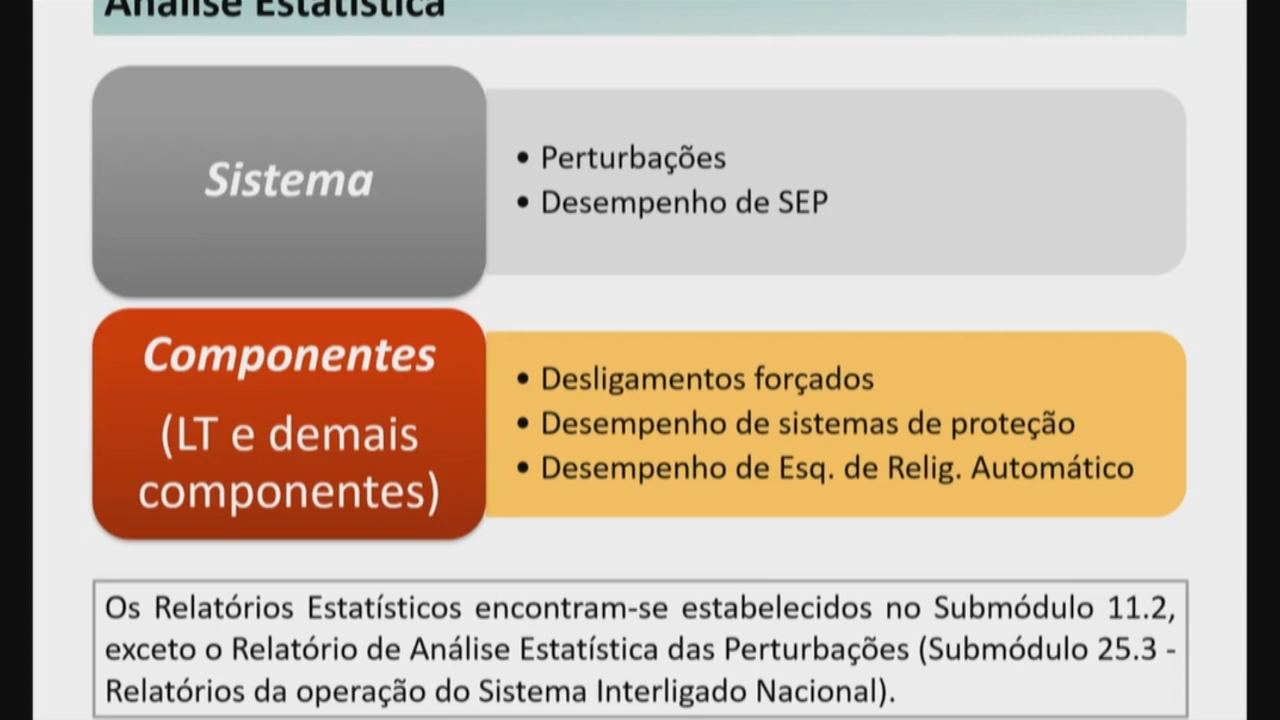 Análise Estatística
Sistema
• Perturbações
• Desempenho de SEP
Componentes
(LT e demais
componentes)
• Desligamentos forçados
• Desempenho de sistemas de proteção
• Desempenho de Esq. de Relig. Automático
Os Relatórios Estatísticos encontram-se estabelecidos no Submódulo 11.2,
exceto o Relatório de Análise Estatística das Perturbações (Submódulo 25.3 -
Relatórios da operação do Sistema Interligado Nacional).